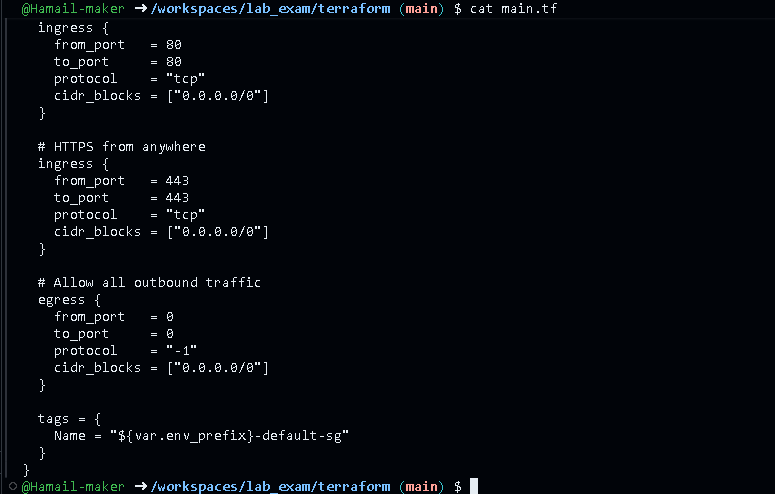 @Hamail-maker ➜ /workspaces/lab_exam/terraform (main) $ cat main.tf
  ingress {
    from_port   = 80
    to_port     = 80
    protocol    = "tcp"
    cidr_blocks = ["0.0.0.0/0"]
  }

  # HTTPS from anywhere
  ingress {
    from_port   = 443
    to_port     = 443
    protocol    = "tcp"
    cidr_blocks = ["0.0.0.0/0"]
  }

  # Allow all outbound traffic
  egress {
    from_port   = 0
    to_port     = 0
    protocol    = "-1"
    cidr_blocks = ["0.0.0.0/0"]
  }

  tags = {
    Name = "${var.env_prefix}-default-sg"
  }
}
@Hamail-maker ➜ /workspaces/lab_exam/terraform (main) $